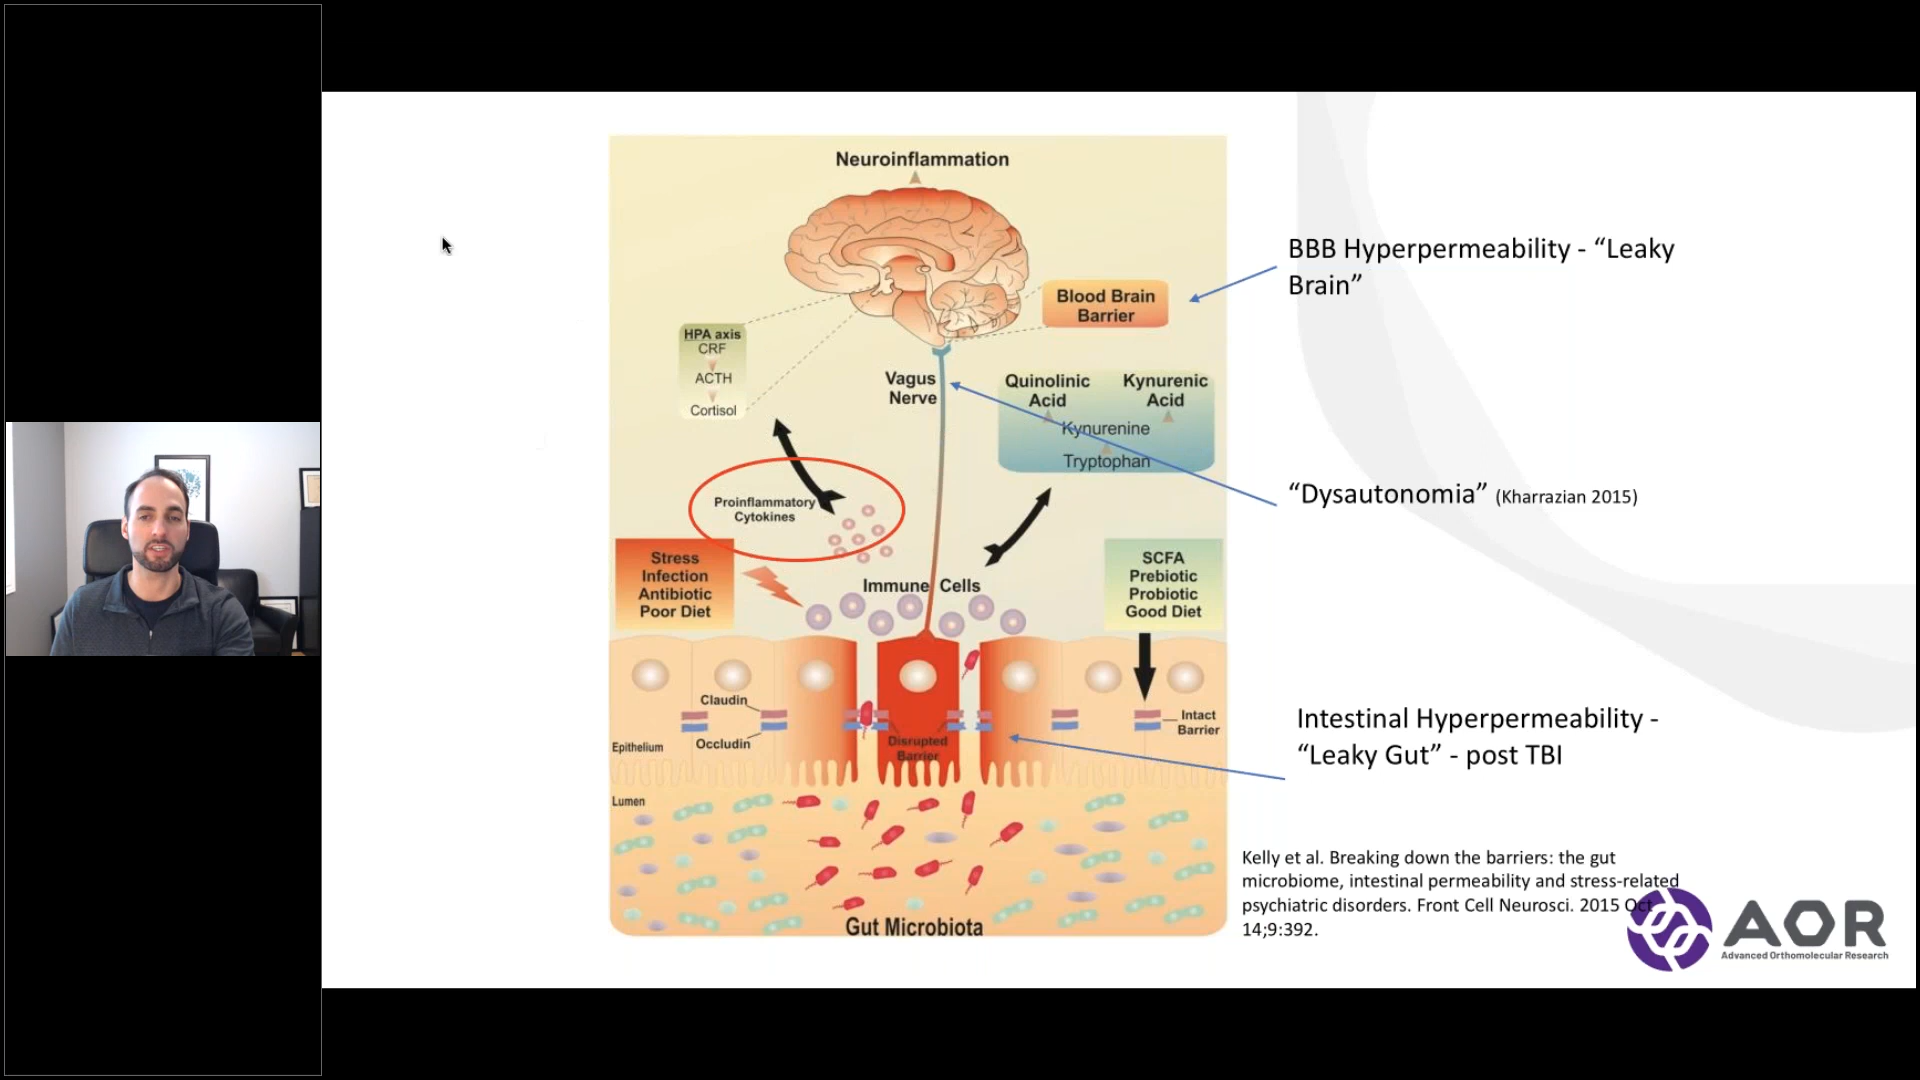 Neuroinflammation
BBB Hyperpermeability - “Leaky
Brain”
Blood Brain
Barrier
HPA axis
CRF
ACTH
Cortisol
Vagus
Nerve
Quinolinic
Acid
Kynurenic
Acid
Kynurenine
Tryptophan
“Dysautonomia” (Kharrazian 2015)
Proinflammatory
Cytokines
Stress
Infection
Antibiotic
Poor Diet
Immune Cells
SCFA
Prebiotic
Probiotic
Good Diet
Claudin
Occludin
Epithelium
Disrupted
Barrier
Intact
Barrier
Intestinal Hyperpermeability -
“Leaky Gut” - post TBI
Lumen
Gut Microbiota
Kelly et al. Breaking down the barriers: the gut
microbiome, intestinal permeability and stress-related
psychiatric disorders. Front Cell Neurosci. 2015 Oct
14;9:392.
AOR
Advanced Orthomolecular Research